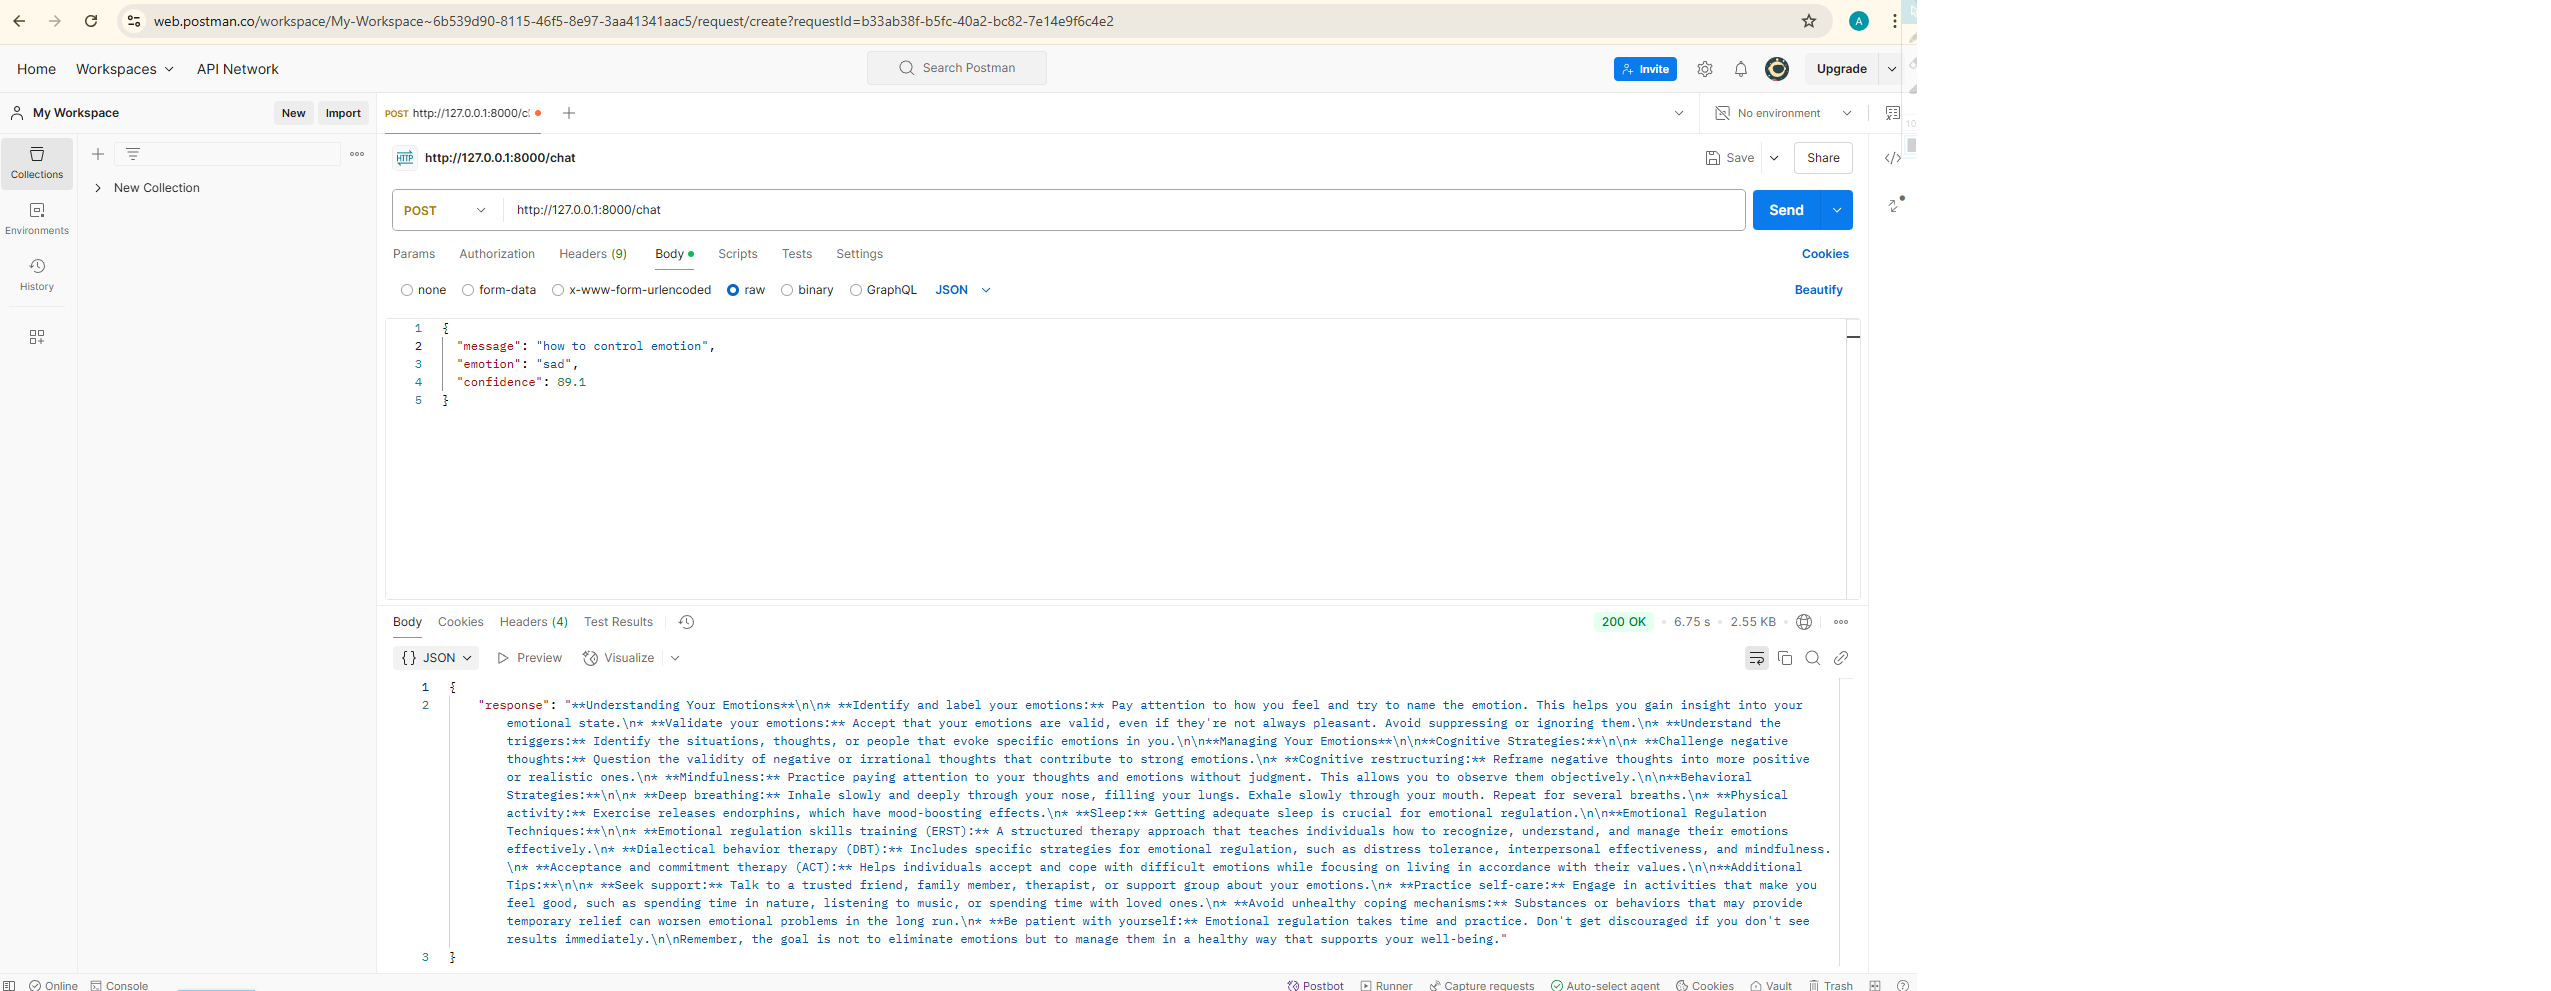 web.postman.co/workspace/My-Workspace~6b539d90-8115-46f5-8e97-3aa41341aac5/request/create?requestId=b33ab38f-b5fc-40a2-bc82-7e14e9f6c4e2
A
Home Workspaces API Network
Search Postman
Invite
Upgrade
My Workspace New Import
POST http://127.0.0.1:8000/c
No environment
Collections
New Collection
Environments
History
HTTP http://127.0.0.1:8000/chat
Save Share
POST http://127.0.0.1:8000/chat
Send
Params Authorization Headers (9) Body Scripts Tests Settings Cookies
none form-data x-www-form-urlencoded raw binary GraphQL JSON Beautify
1 {
2 "message": "how to control emotion",
3 "emotion": "sad",
4 "confidence": 89.1
5 }
Body Cookies Headers (4) Test Results
200 OK 6.75 s 2.55 KB
{} JSON Preview Visualize
1 {
2 "response": "**Understanding Your Emotions**\n\n* **Identify and label your emotions:** Pay attention to how you feel and try to name the emotion. This helps you gain insight into your
emotional state.\n* **Validate your emotions:** Accept that your emotions are valid, even if they're not always pleasant. Avoid suppressing or ignoring them.\n* **Understand the
triggers:** Identify the situations, thoughts, or people that evoke specific emotions in you.\n\n**Managing Your Emotions**\n\n**Cognitive Strategies:**\n\n* **Challenge negative
thoughts:** Question the validity of negative or irrational thoughts that contribute to strong emotions.\n* **Cognitive restructuring:** Reframe negative thoughts into more positive
or realistic ones.\n* **Mindfulness:** Practice paying attention to your thoughts and emotions without judgment. This allows you to observe them objectively.\n\n**Behavioral
Strategies:**\n\n* **Deep breathing:** Inhale slowly and deeply through your nose, filling your lungs. Exhale slowly through your mouth. Repeat for several breaths.\n* **Physical
activity:** Exercise releases endorphins, which have mood-boosting effects.\n* **Sleep:** Getting adequate sleep is crucial for emotional regulation.\n\n**Emotional Regulation
Techniques:**\n\n* **Emotional regulation skills training (ERST):** A structured therapy approach that teaches individuals how to recognize, understand, and manage their emotions
effectively.\n* **Dialectical behavior therapy (DBT):** Includes specific strategies for emotional regulation, such as distress tolerance, interpersonal effectiveness, and mindfulness.
\n* **Acceptance and commitment therapy (ACT):** Helps individuals accept and cope with difficult emotions while focusing on living in accordance with their values.\n\n**Additional
Tips:**\n\n* **Seek support:** Talk to a trusted friend, family member, therapist, or support group about your emotions.\n* **Practice self-care:** Engage in activities that make you
feel good, such as spending time in nature, listening to music, or spending time with loved ones.\n* **Avoid unhealthy coping mechanisms:** Substances or behaviors that may provide
temporary relief can worsen emotional problems in the long run.\n* **Be patient with yourself:** Emotional regulation takes time and practice. Don't get discouraged if you don't see
results immediately.\n\nRemember, the goal is not to eliminate emotions but to manage them in a healthy way that supports your well-being."
3 }
Online Console Postbot Runner Capture requests Auto-select agent Cookies Vault Trash